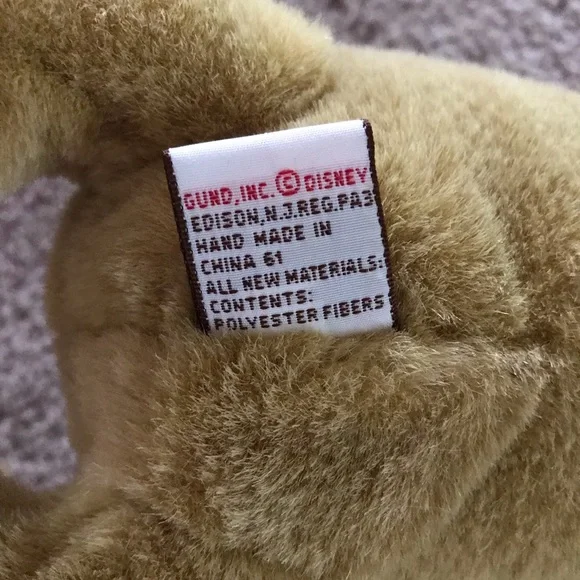 GUND, INC. © DISNEY
EDISON, N.J. REG. PA3
HAND MADE IN
CHINA 61
ALL NEW MATERIALS:
CONTENTS:
POLYESTER FIBERS